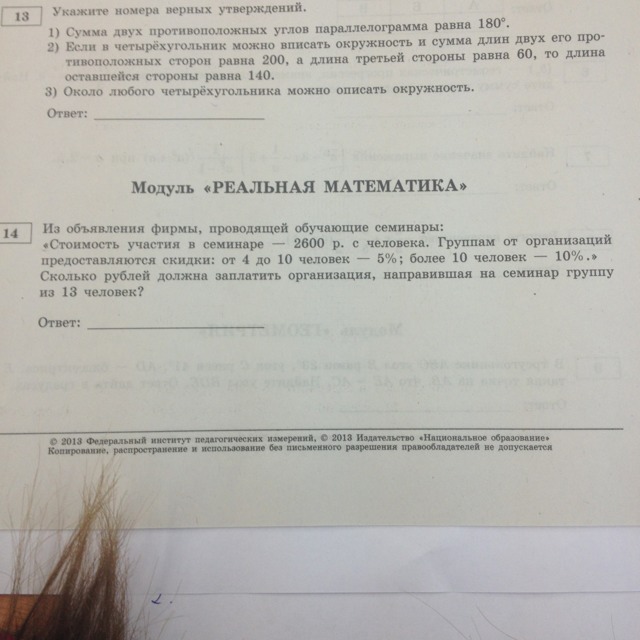 13 Укажите номера верных утверждений.
1) Сумма двух противоположных углов параллелограмма равна 180°.
2) Если в четырёхугольник можно вписать окружность и сумма длин двух его про-
тивоположных сторон равна 200, а длина третьей стороны равна 60, то длина
оставшейся стороны равна 140.
3) Около любого четырёхугольника можно описать окружность.
Ответ:
Модуль «РЕАЛЬНАЯ МАТЕМАТИКА»
14 Из объявления фирмы, проводящей обучающие семинары:
«Стоимость участия в семинаре — 2600 р. с человека. Группам от организаций
предоставляются скидки: от 4 до 10 человек — 5%; более 10 человек — 10%.»
Сколько рублей должна заплатить организация, направившая на семинар группу
из 13 человек?
Ответ:
© 2013 Федеральный институт педагогических измерений, © 2013 Издательство «Национальное образование»
Копирование, распространение и использование без письменного разрешения правообладателей не допускается